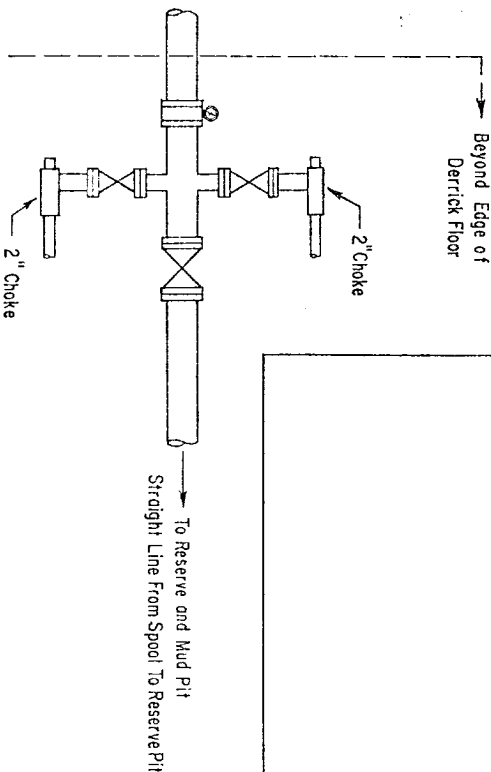 Beyond Edge of
Derrick Floor
2" Choke
2" Choke
To Reserve and Mud Pit
Straight Line From Spool To Reserve Pit